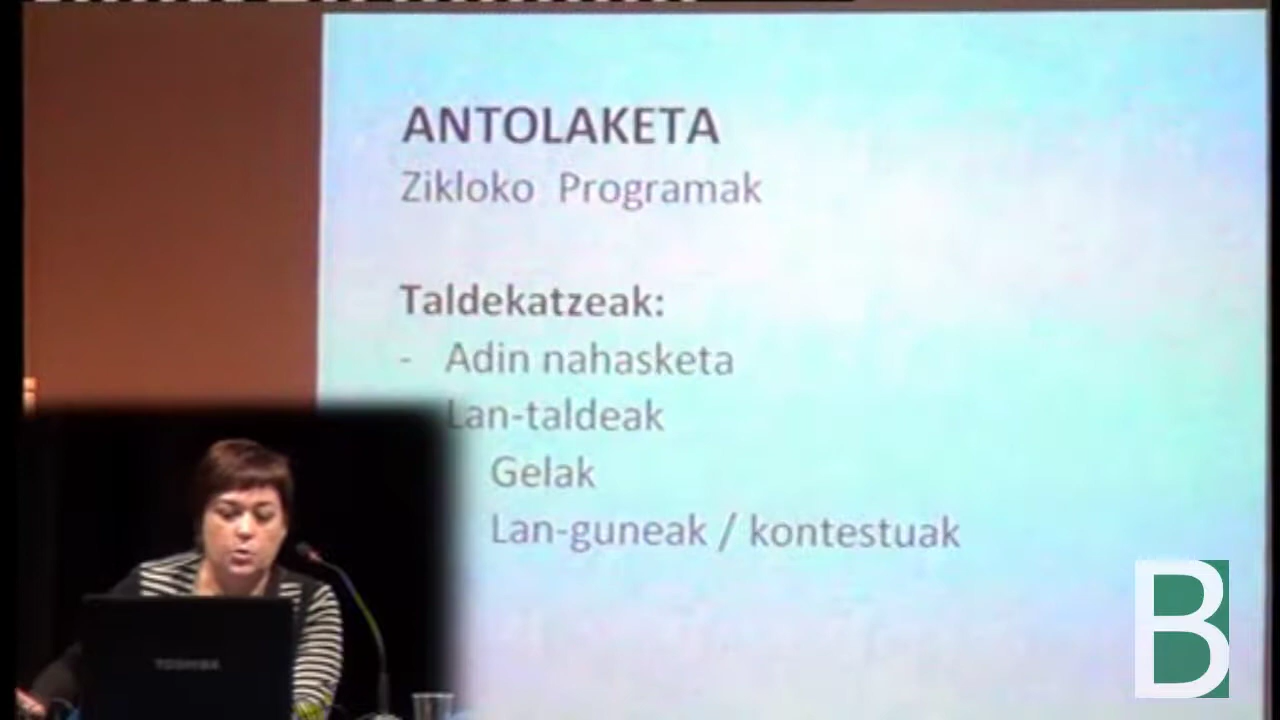 ANTOLAKETA
Zikloko Programak
Taldekatzeak:
- Adin nahasketa
Lan-taldeak
Gelak
Lan-guneak / kontestuak
TOSHIBA
B